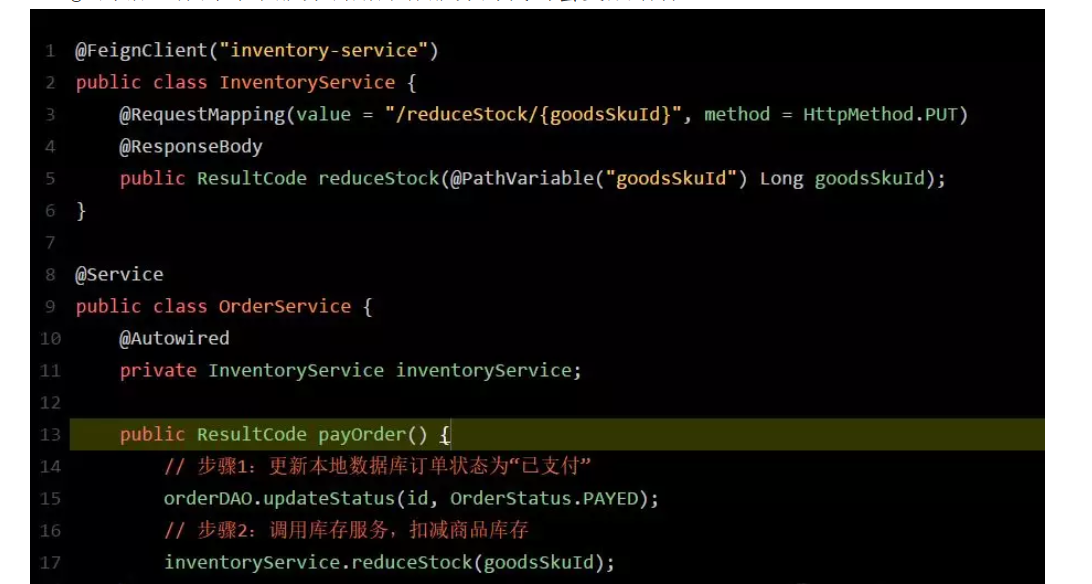 1 @FeignClient("inventory-service")
2 public class InventoryService {
3 @RequestMapping(value = "/reduceStock/{goodsSkuId}", method = HttpMethod.PUT)
4 @ResponseBody
5 public ResultCode reduceStock(@PathVariable("goodsSkuId") Long goodsSkuId);
6 }
7
8 @Service
9 public class OrderService {
10 @Autowired
11 private InventoryService inventoryService;
12
13 public ResultCode payOrder() {
14 // 步骤1：更新本地数据库订单状态为“已支付”
15 orderDAO.updateStatus(id, OrderStatus.PAYED);
16 // 步骤2：调用库存服务，扣减商品库存
17 inventoryService.reduceStock(goodsSkuId);